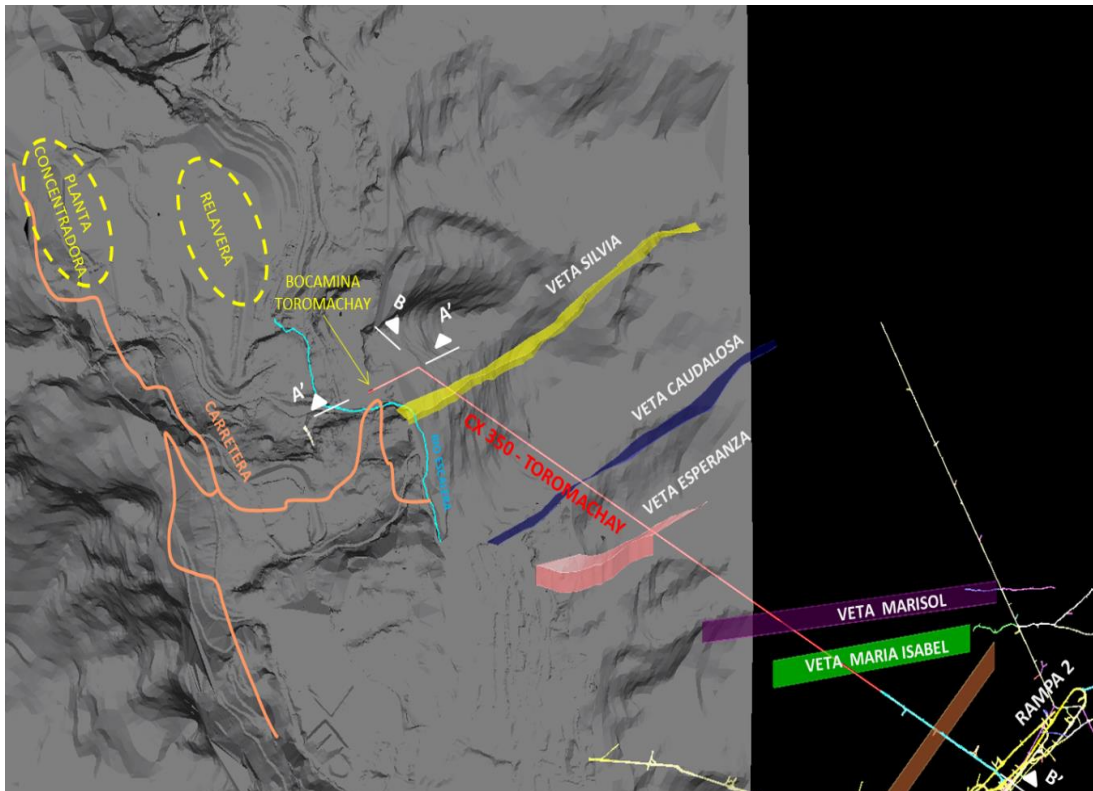 PLANTA
CONCENTRADORA
RELAVERA
BOCAMINA
TOROMACHAY
B
A'
VETA SILVIA
A'
CARRETERA
VETA CAUDALOSA
CX 350 - TOROMACHAY
VETA ESPERANZA
VETA MARISOL
VETA MARIA ISABEL
RAMPA 2
B'